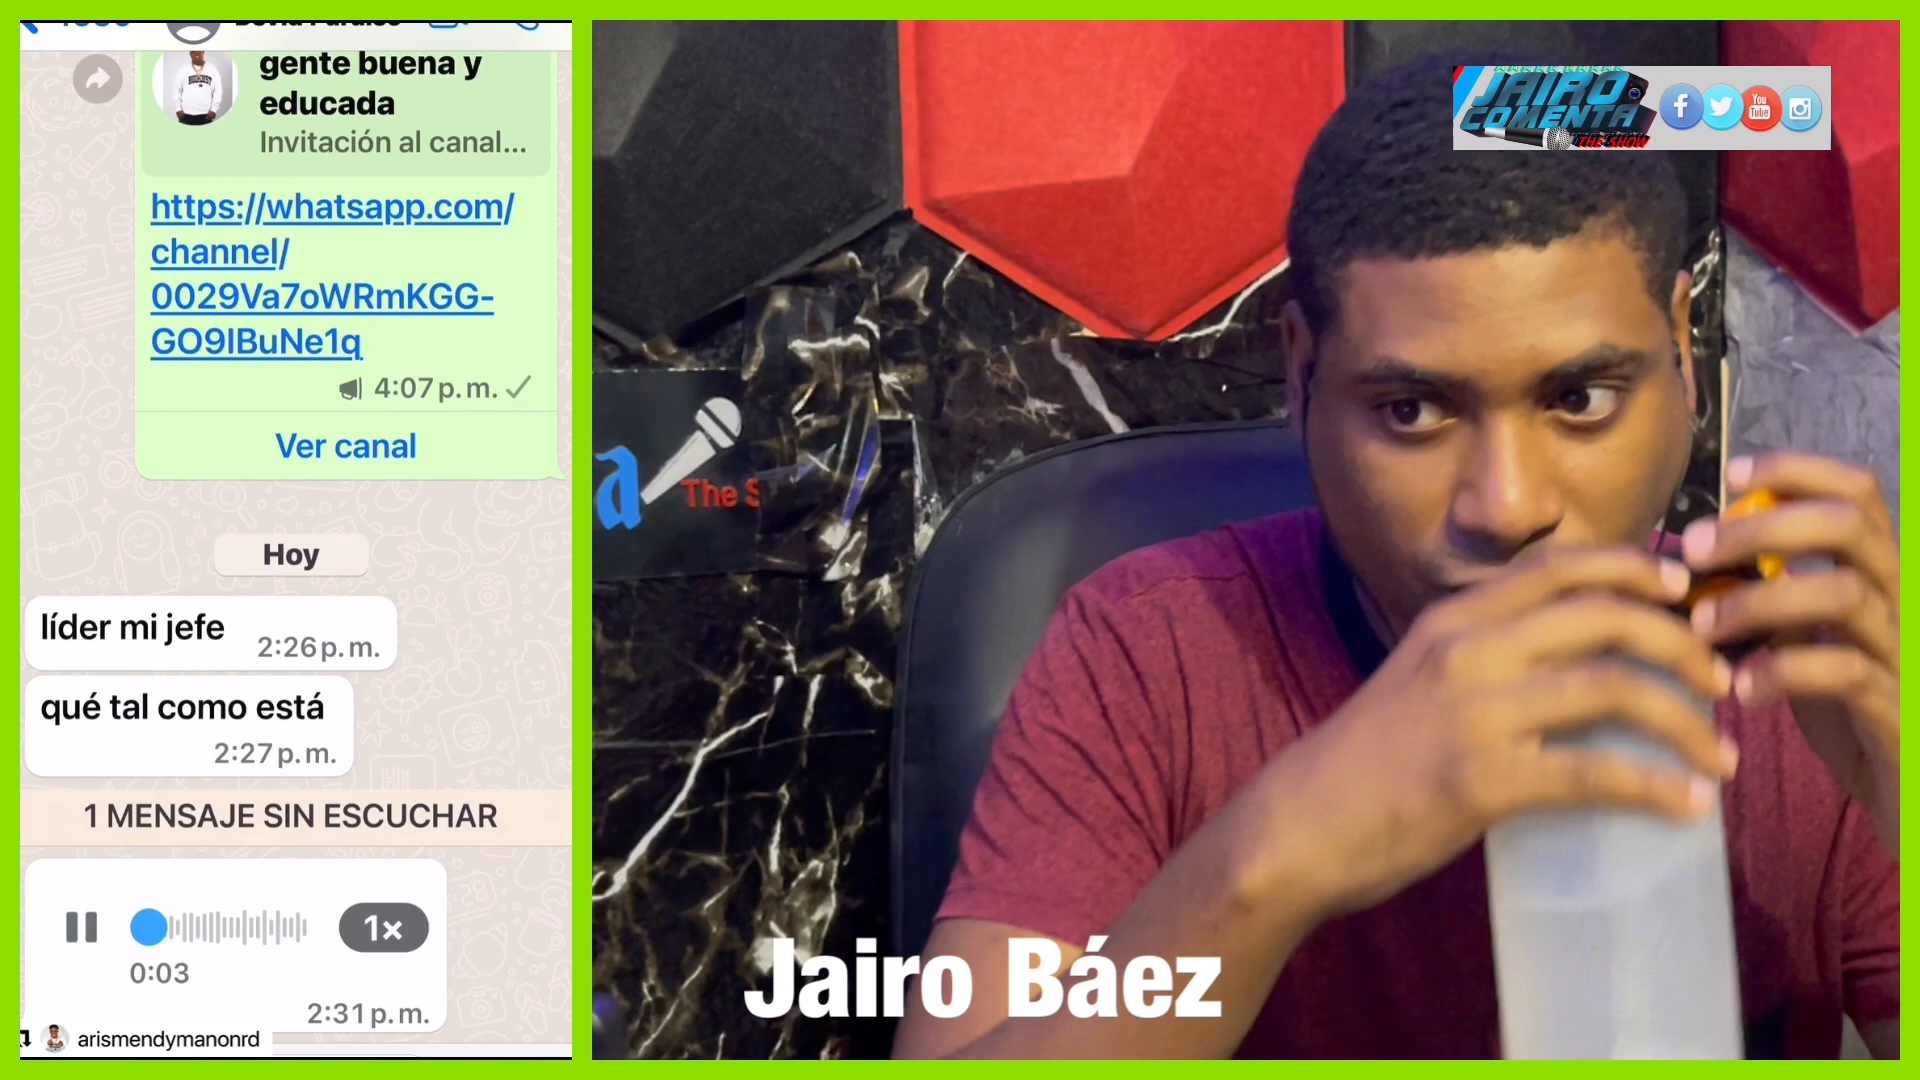 gente buena y
educada
Invitación al canal...
https://whatsapp.com/
channel/
0029Va7oWRmKGG-
GO9IBuNe1q
4:07 p. m.
Ver canal
Hoy
líder mi jefe
2:26 p. m.
qué tal como está
2:27 p. m.
1 MENSAJE SIN ESCUCHAR
1×
0:03
2:31 p. m.
arismendymanonrd
JAIRO
COMENTA
THE SHOW
You
Tube
a
The S
Jairo Báez